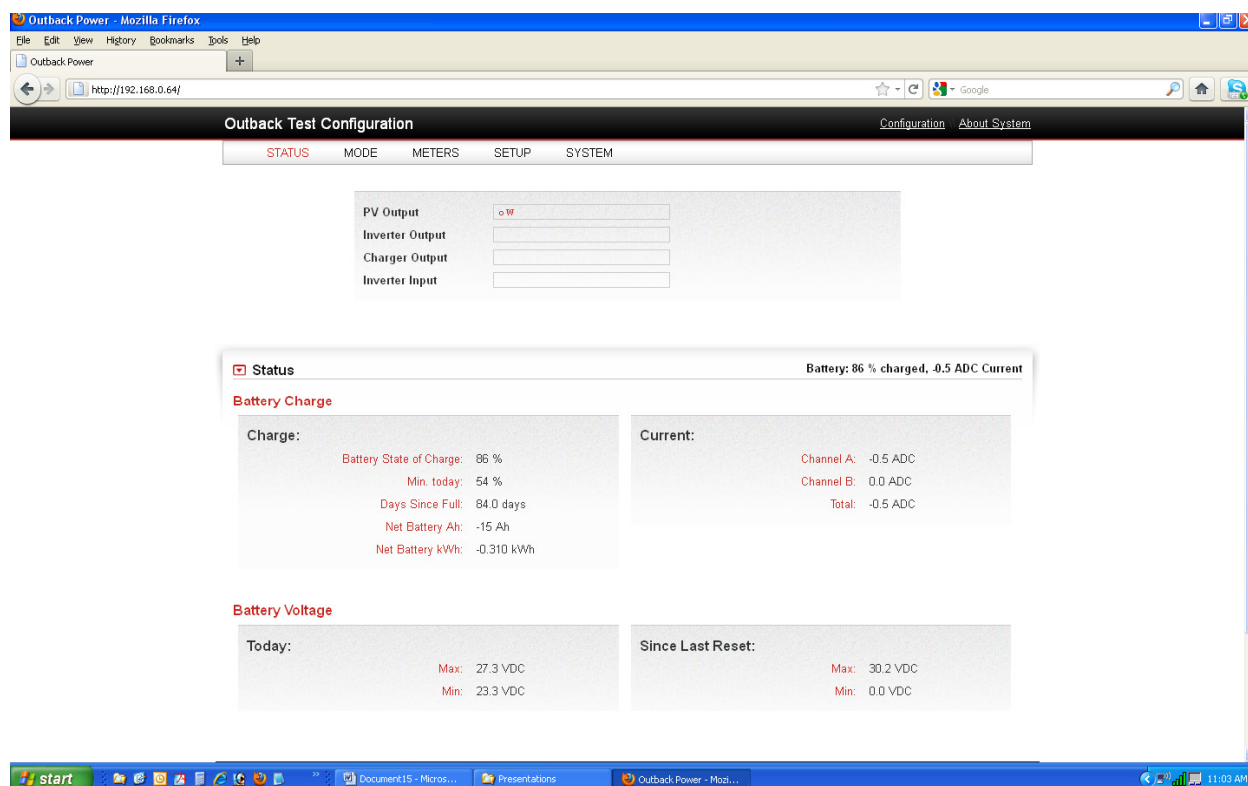 Outback Power - Mozilla Firefox
File Edit View History Bookmarks Tools Help
Outback Power +
http://192.168.0.64/ Google
Outback Test Configuration Configuration About System
STATUS MODE METERS SETUP SYSTEM
PV Output 0 W
Inverter Output
Charger Output
Inverter Input
Status Battery: 86 % charged, -0.5 ADC Current
Battery Charge
Charge: Current:
Battery State of Charge: 86 % Channel A: -0.5 ADC
Min. today: 54 % Channel B: 0.0 ADC
Days Since Full: 84.0 days Total: -0.5 ADC
Net Battery Ah: -15 Ah
Net Battery kWh: -0.310 kWh
Battery Voltage
Today: Since Last Reset:
Max: 27.3 VDC Max: 30.2 VDC
Min: 23.3 VDC Min: 0.0 VDC
start Document15 - Micros... Presentations Outback Power - Mozi... 11:03 AM